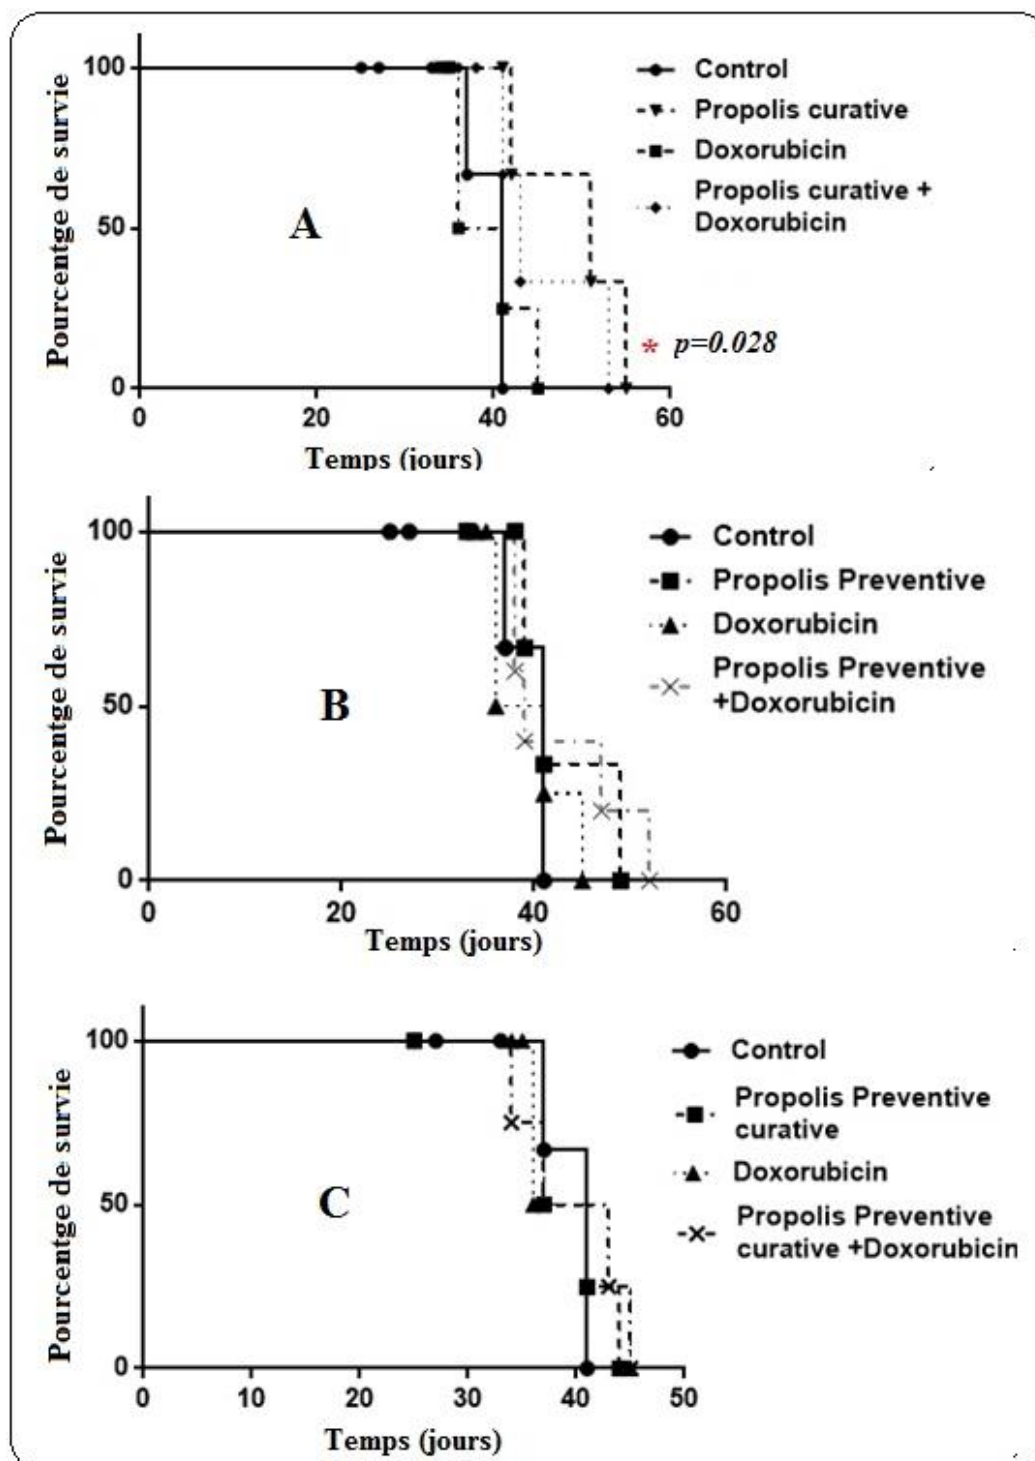 Pourcentge de survie
100
50
0
A
0
20
40
60
Temps (jours)
Control
Propolis curative
Doxorubicin
Propolis curative +
Doxorubicin
* p=0.028
Pourcentage de survie
100
50
0
B
0
20
40
60
Temps (jours)
Control
Propolis Preventive
Doxorubicin
Propolis Preventive
+Doxorubicin
Pourcentage de survie
100
50
0
C
0
10
20
30
40
50
Temps (jours)
Control
Propolis Preventive
curative
Doxorubicin
Propolis Preventive
curative +Doxorubicin